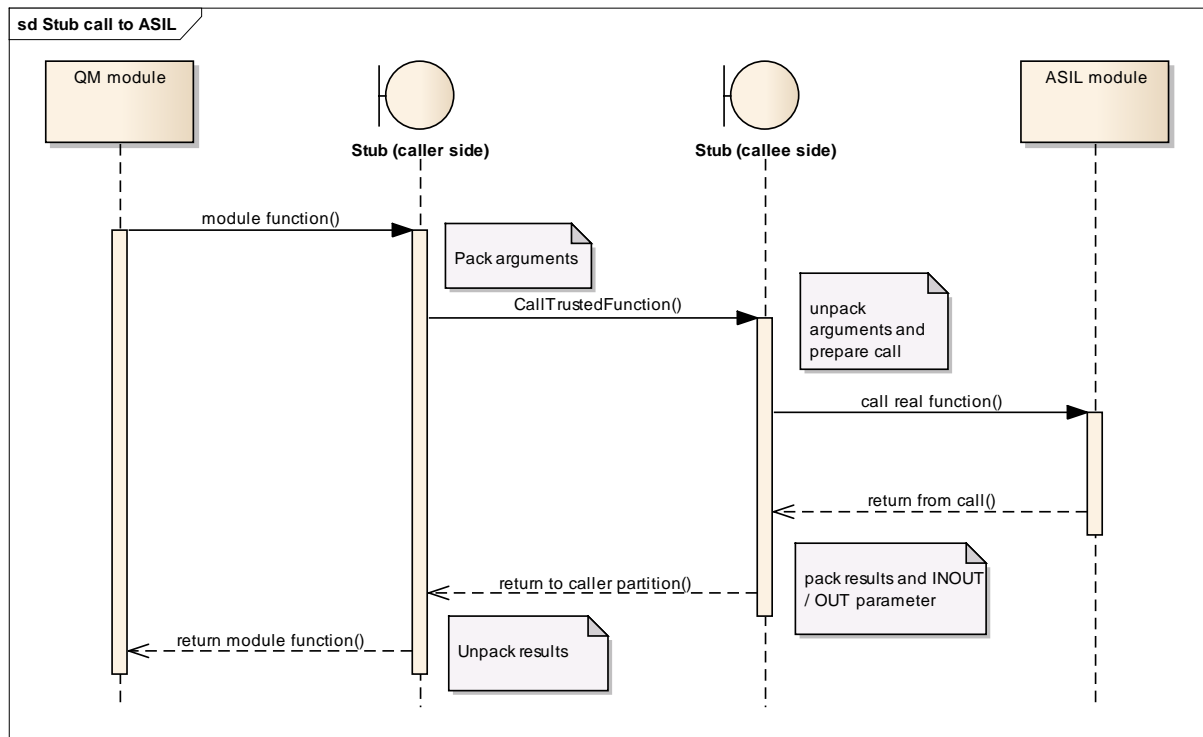 sd Stub call to ASIL
QM module
Stub (caller side)
Stub (callee side)
ASIL module
module function()
Pack arguments
CallTrustedFunction()
unpack
arguments and
prepare call
call real function()
return from call()
pack results and INOUT
/ OUT parameter
return to caller partition()
return module function()
Unpack results